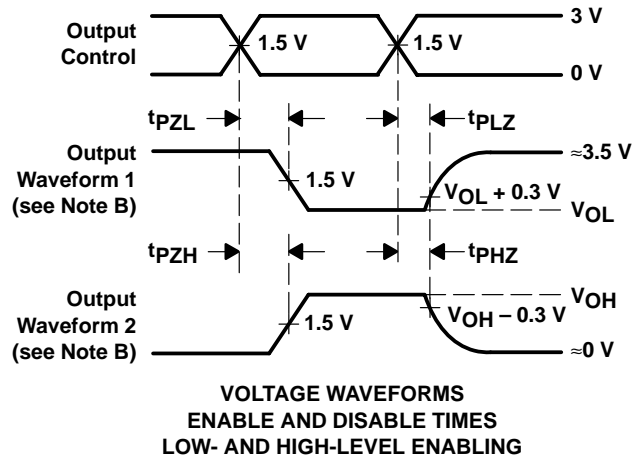 3 V
Output
Control
1.5 V
1.5 V
0 V
tPZL
tPLZ
Output
Waveform 1
(see Note B)
≈3.5 V
1.5 V
VOL + 0.3 V
VOL
tPZH
tPHZ
Output
Waveform 2
(see Note B)
VOH
1.5 V
VOH – 0.3 V
≈0 V
VOLTAGE WAVEFORMS
ENABLE AND DISABLE TIMES
LOW- AND HIGH-LEVEL ENABLING